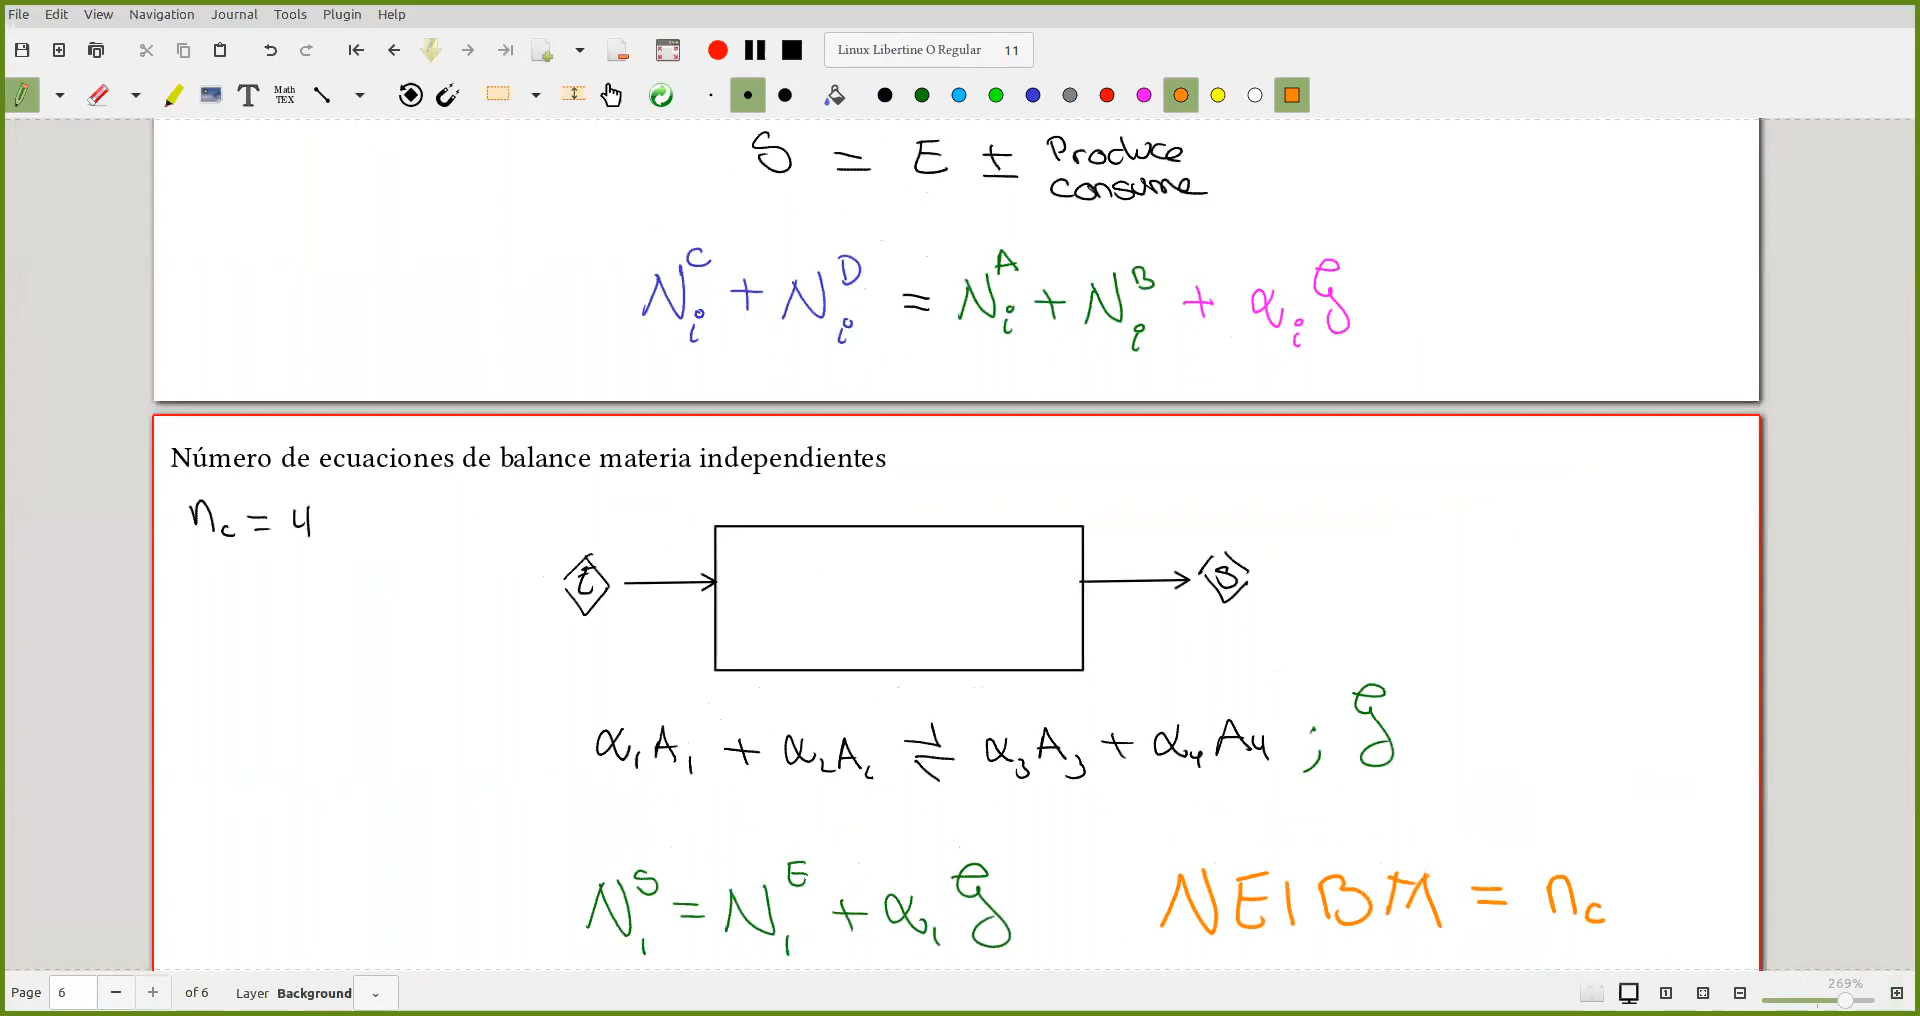 File Edit View Navigation Journal Tools Plugin Help
Linux Libertine O Regular 11
T Math TEX
S = E ± Produce
consume
N_i^C + N_i^D = N_i^A + N_i^B + α_i ξ
Número de ecuaciones de balance materia independientes
n_c = 4
E S
α_1 A_1 + α_2 A_2 ⇌ α_3 A_3 + α_4 A_4 ; ξ
N_1^S = N_1^E + α_1 ξ NEIBM = n_c
Page 6 of 6 Layer Background 269%